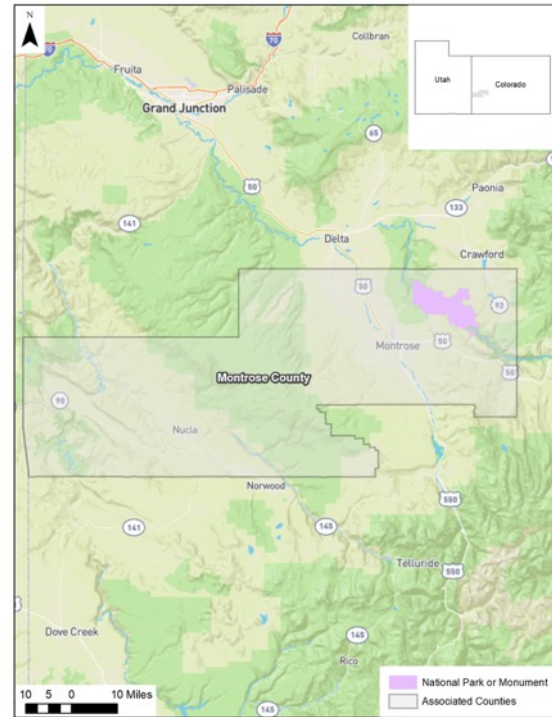 N
70
Collbran
Fruita
Palisade
Utah
Colorado
Grand Junction
65
50
Paonia
141
133
Delta
Crawford
50
92
50
Montrose
50
Montrose County
90
Nucla
Norwood
550
141
145
Telluride
550
Dove Creek
145
Rico
National Park or Monument
10 5 0 10 Miles
Associated Counties
145